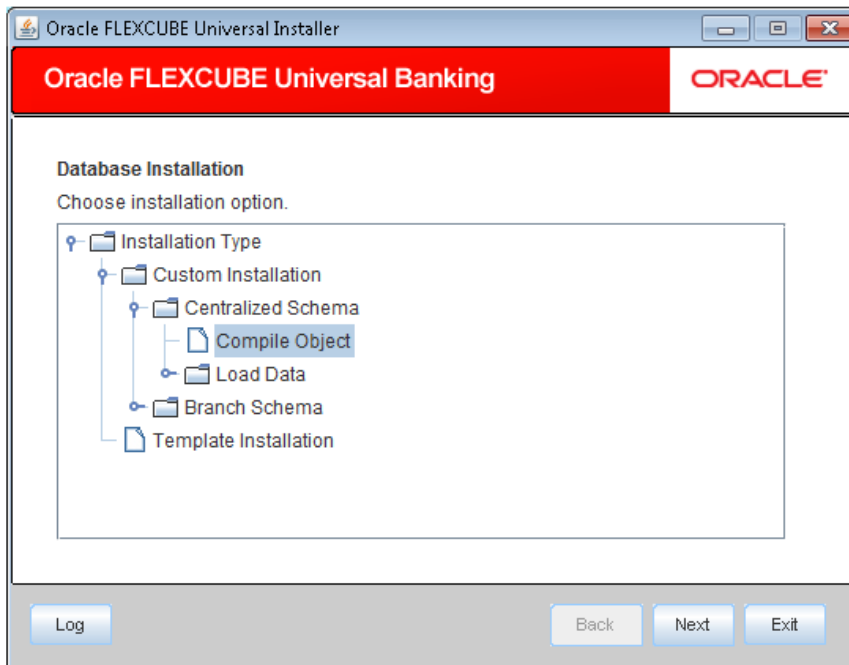 Oracle FLEXCUBE Universal Installer
Oracle FLEXCUBE Universal Banking
ORACLE
Database Installation
Choose installation option.
Installation Type
Custom Installation
Centralized Schema
Compile Object
Load Data
Branch Schema
Template Installation
Log
Back
Next
Exit